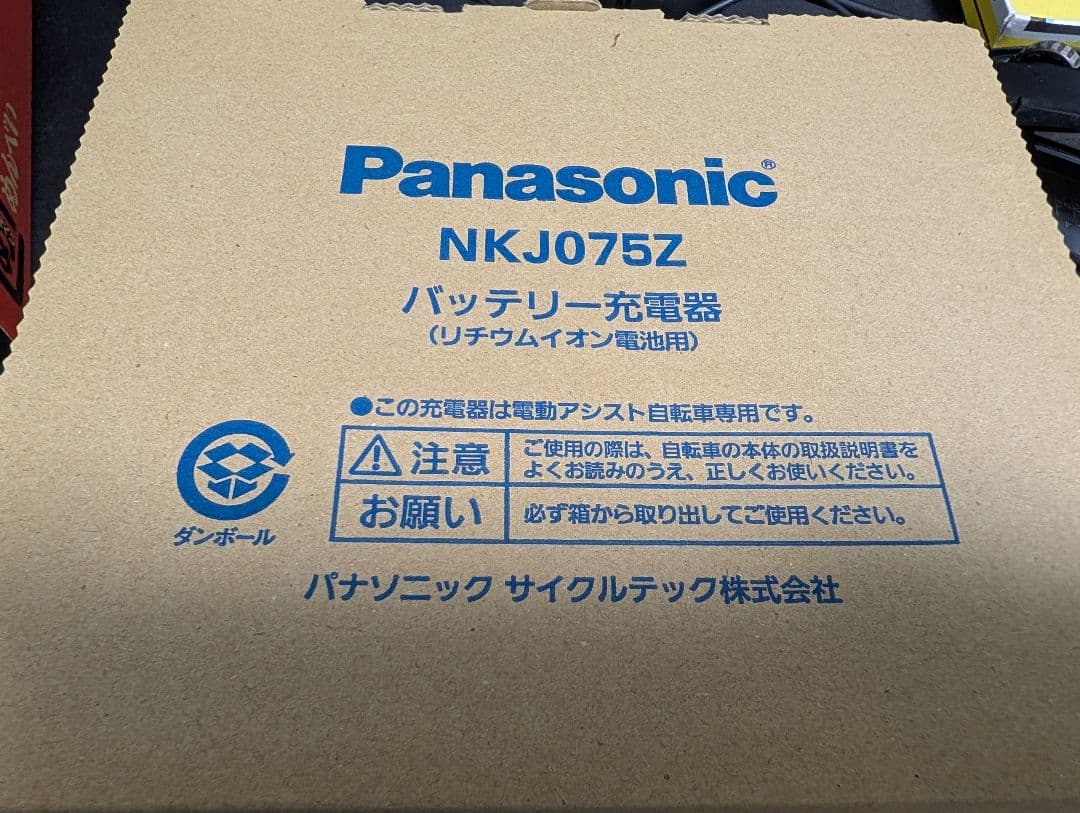 Panasonic®
NKJ075Z
バッテリー充電器
(リチウムイオン電池用)
●この充電器は電動アシスト自転車専用です。
注意
ご使用の際は、自転車の本体の取扱説明書を
よくお読みのうえ、正しくお使いください。
お願い
必ず箱から取り出してご使用ください。
ダンボール
パナソニック サイクルテック株式会社